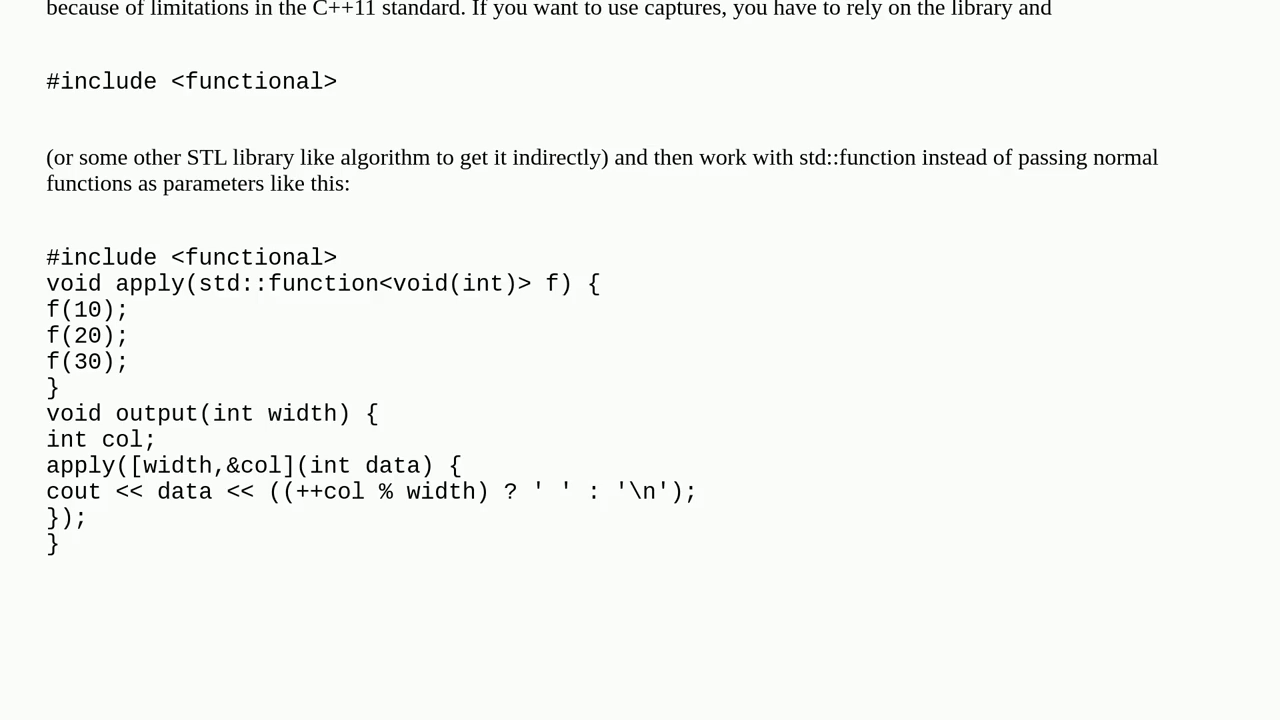 because of limitations in the C++11 standard. If you want to use captures, you have to rely on the library and
#include <functional>
(or some other STL library like algorithm to get it indirectly) and then work with std::function instead of passing normal
functions as parameters like this:
#include <functional>
void apply(std::function<void(int)> f) {
f(10);
f(20);
f(30);
}
void output(int width) {
int col;
apply([width,&col](int data) {
cout << data << ((++col % width) ? ' ' : '\n');
});
}